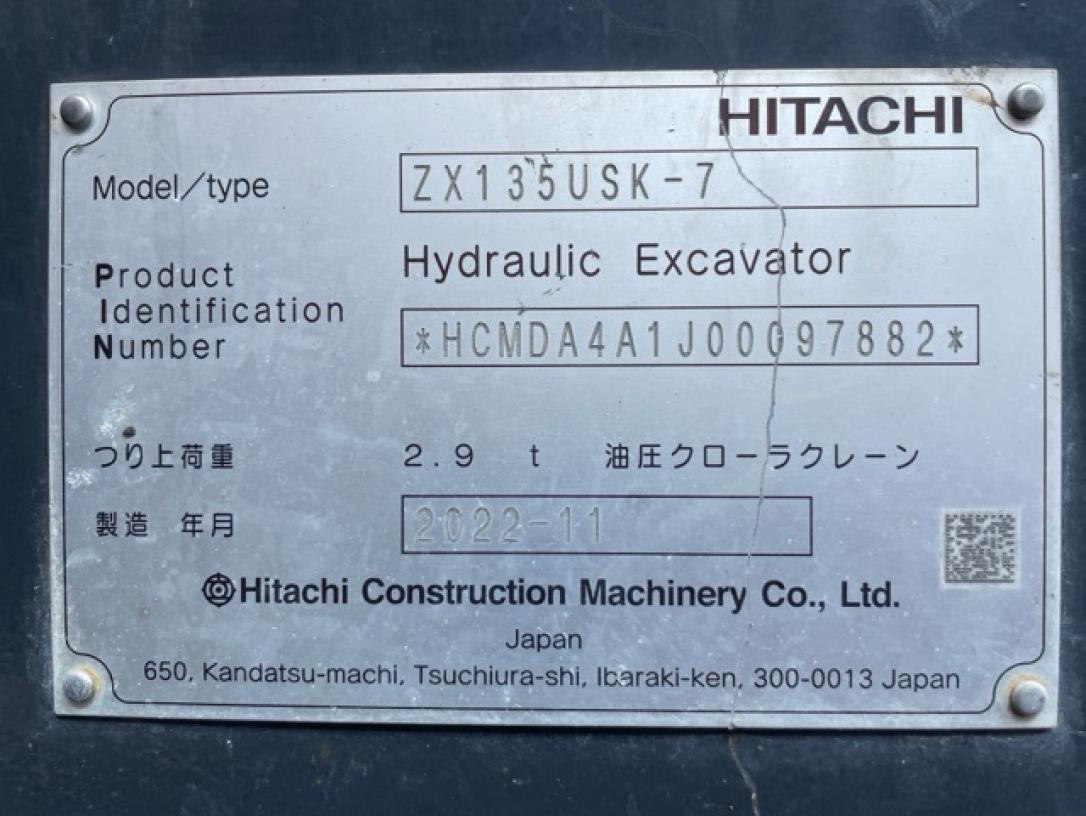 HITACHI
Model/type ZX135USK-7
Hydraulic Excavator
Product
Identification
Number *HCMDA4A1J00097882*
つり上荷重 2.9 t 油圧クローラクレーン
製造 年月 2022-11
Hitachi Construction Machinery Co., Ltd.
Japan
650, Kandatsu-machi, Tsuchiura-shi, Ibaraki-ken, 300-0013 Japan